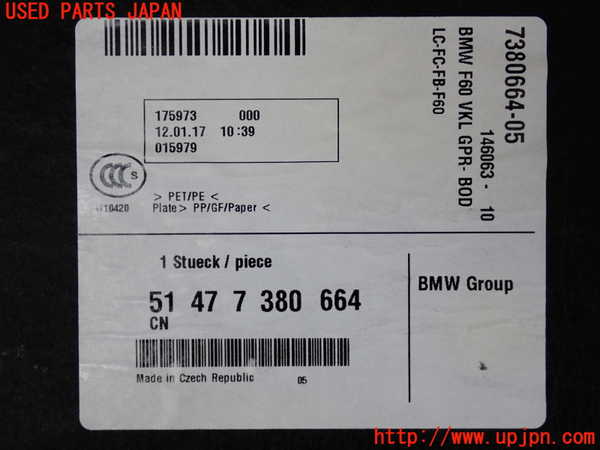 USED PARTS JAPAN
175973 000
12.01.17 10:39
015979
CCC S
> PET/PE <
Plate> PP/GF/Paper <
7380664-05
146063 - 10
BMW F60 VKL GPR- BOD
LC-FC-FB-F60
1 Stueck / piece
51 47 7 380 664
CN
Made in Czech Republic 05
BMW Group
http://www.upjpn.com